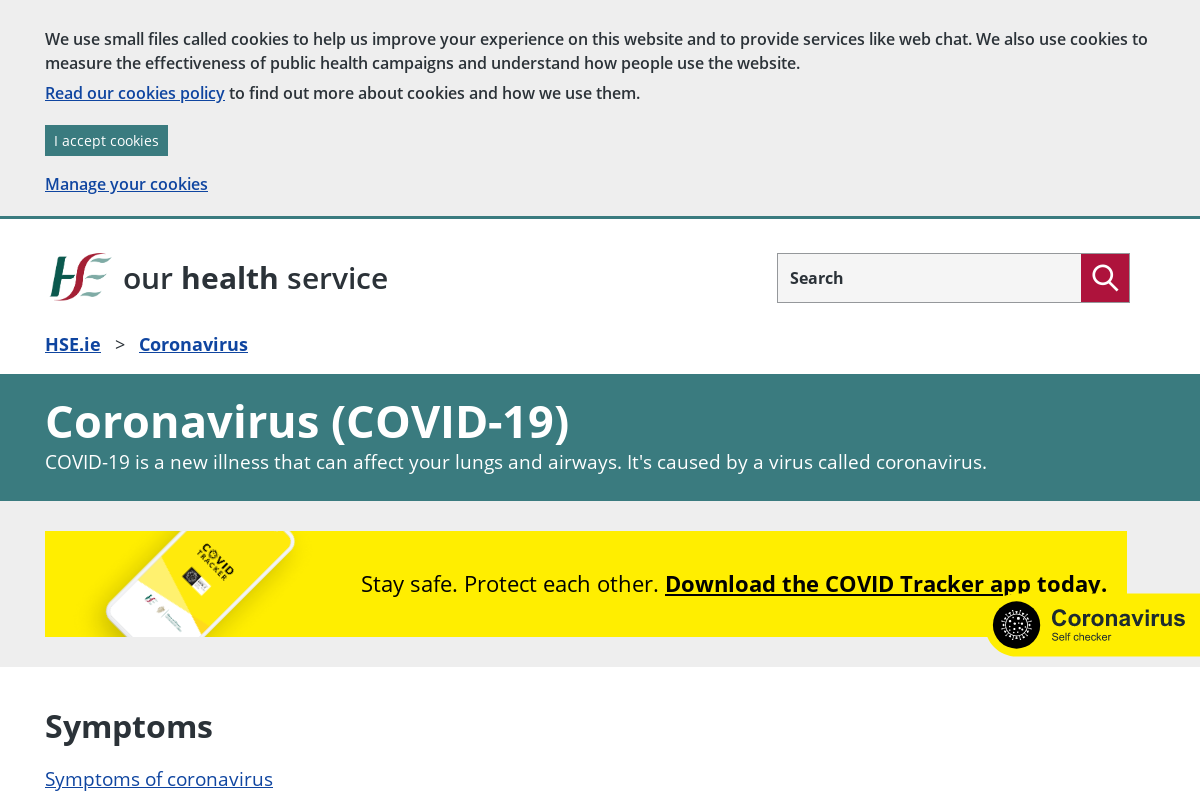 We use small files called cookies to help us improve your experience on this website and to provide services like web chat. We also use cookies to
measure the effectiveness of public health campaigns and understand how people use the website.
Read our cookies policy to find out more about cookies and how we use them.
I accept cookies
Manage your cookies
HSE our health service
Search
HSE.ie > Coronavirus
Coronavirus (COVID-19)
COVID-19 is a new illness that can affect your lungs and airways. It's caused by a virus called coronavirus.
COVID
TRACKER
Stay safe. Protect each other. Download the COVID Tracker app today.
Coronavirus
Self checker
Symptoms
Symptoms of coronavirus